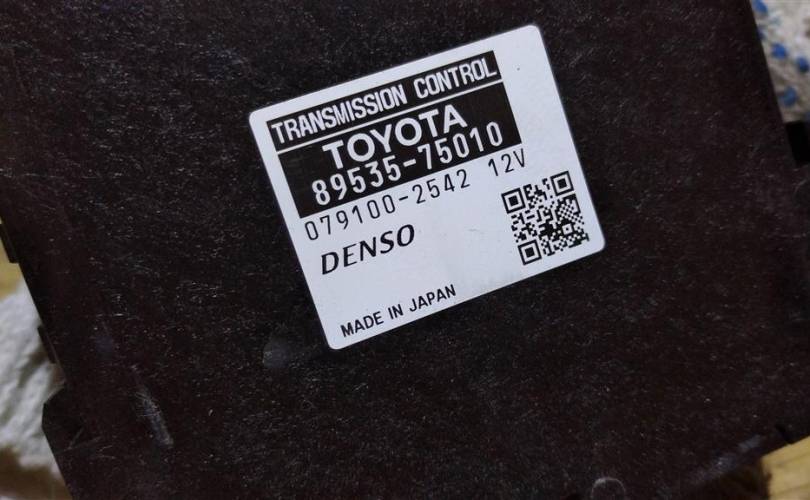 TRANSMISSION CONTROL
TOYOTA
89535-75010
079100-2542 12V
DENSO
MADE IN JAPAN